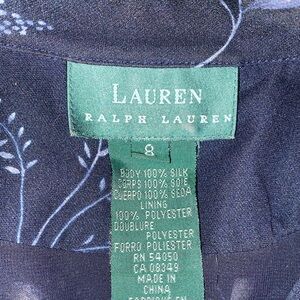 LAUREN
RALPH LAUREN
8
BODY 100% SILK
CORPS 100% SOIE
CUERPO 100% SEDA
LINING
100% POLYESTER
DOUBLURE
POLYESTER
FORRO POLIESTER
RN 54050
CA 08349
MADE IN
CHINA